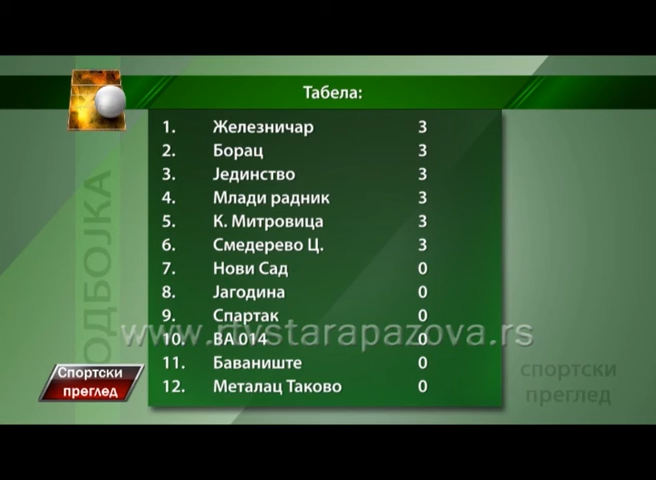 Табела:
1. Железничар 3
2. Борац 3
3. Јединство 3
4. Млади радник 3
5. К. Митровица 3
6. Смедерево Ц. 3
7. Нови Сад 0
8. Јагодина 0
9. Спартак 0
10. ВА 014 0
11. Баваниште 0
12. Металац Таково 0
www.rtvstarapazova.rs
ОДБОЈКА
Спортски
преглед
спортски
преглед